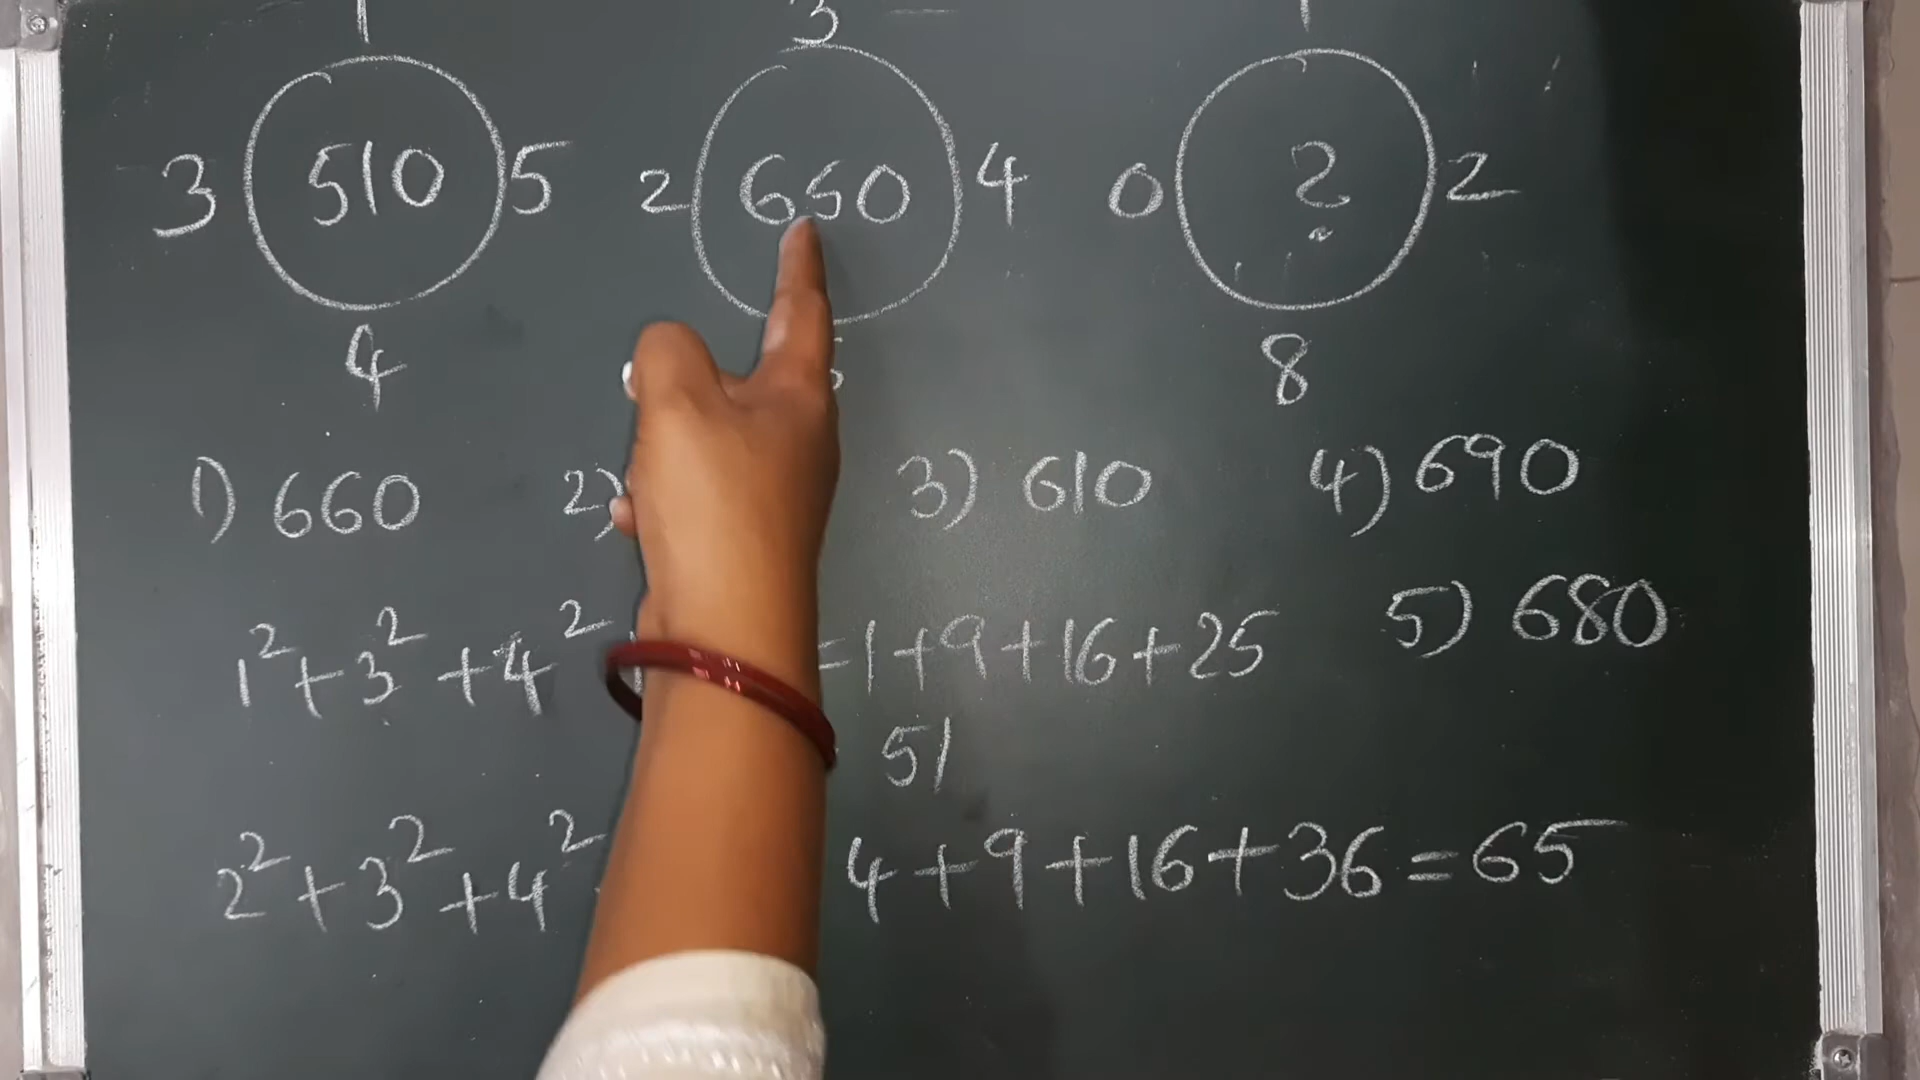 1 3 1
3 510 5 2 650 4 0 ? 2
4 8
1) 660 2) 3) 610 4) 690
5) 680
1² + 3² + 4² = 1 + 9 + 16 + 25
51
2² + 3² + 4² 4 + 9 + 16 + 36 = 65